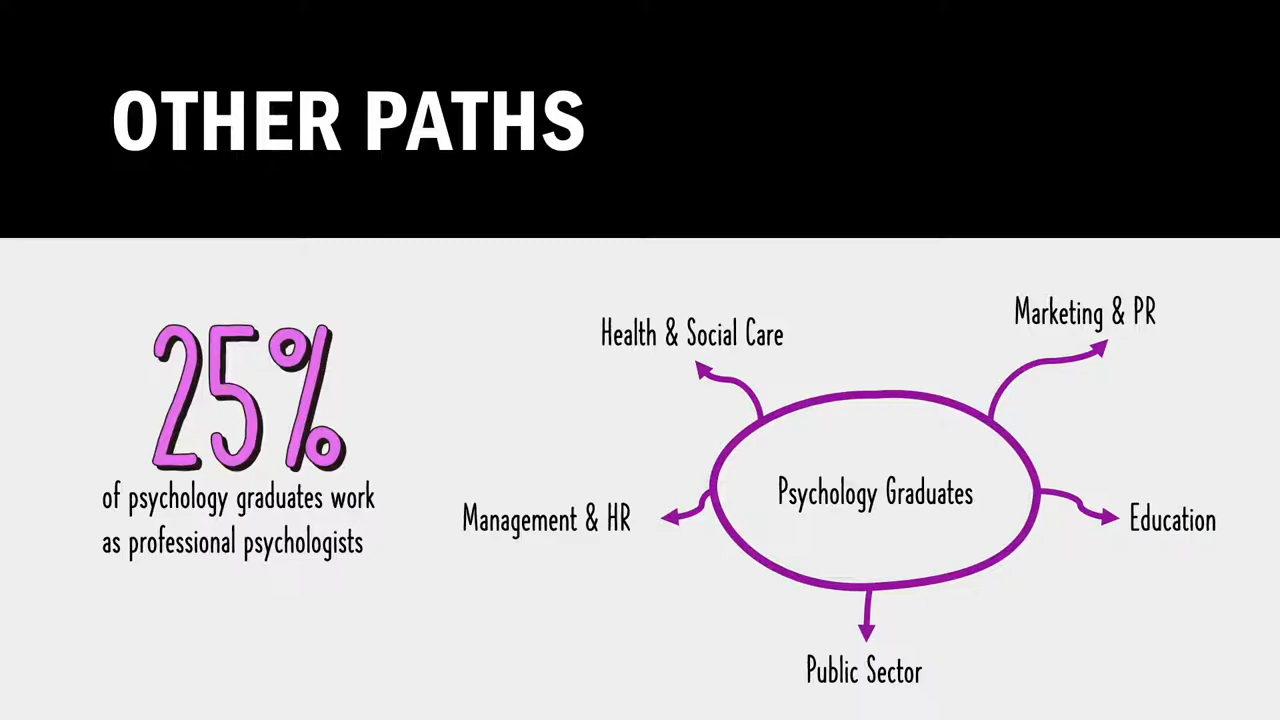 OTHER PATHS
25%
of psychology graduates work
as professional psychologists
Health & Social Care
Marketing & PR
Psychology Graduates
Management & HR
Education
Public Sector